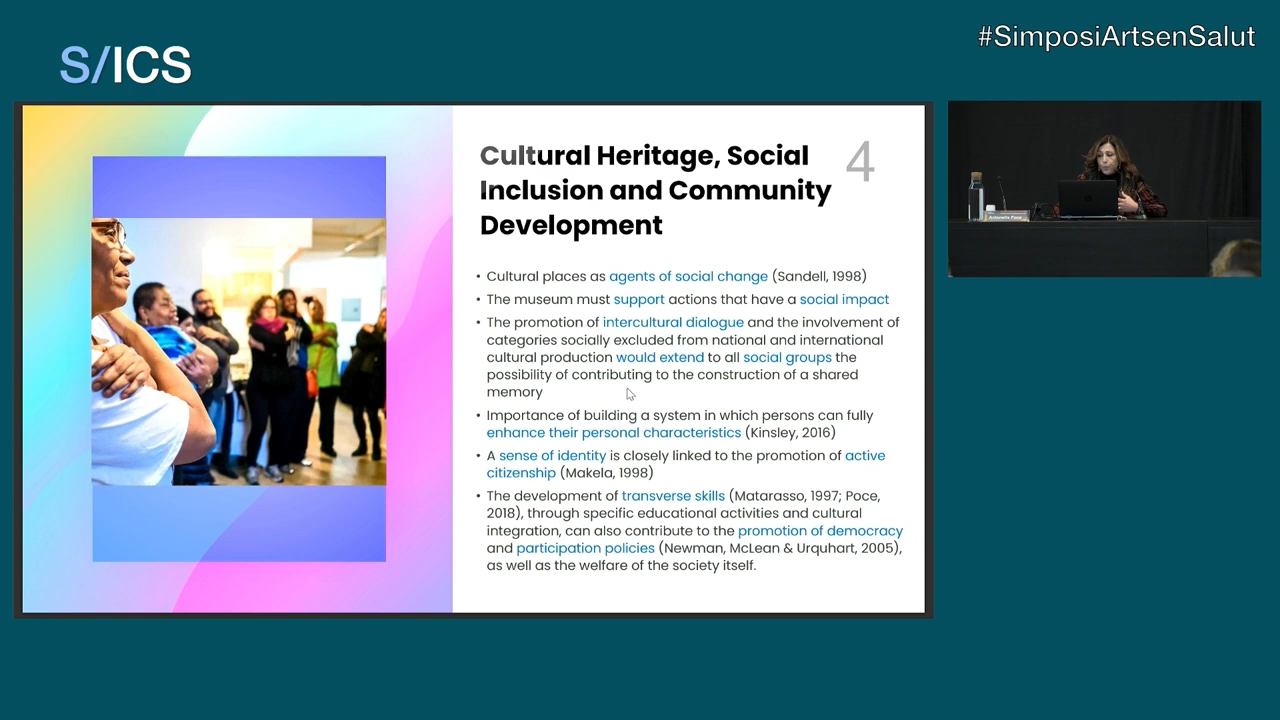 S/ICS
#SimposiArtsenSalut
Cultural Heritage, Social
Inclusion and Community
Development
4
• Cultural places as agents of social change (Sandell, 1998)
• The museum must support actions that have a social impact
• The promotion of intercultural dialogue and the involvement of
categories socially excluded from national and international
cultural production would extend to all social groups the
possibility of contributing to the construction of a shared
memory
• Importance of building a system in which persons can fully
enhance their personal characteristics (Kinsley, 2016)
• A sense of identity is closely linked to the promotion of active
citizenship (Makela, 1998)
• The development of transverse skills (Matarasso, 1997; Poce,
2018), through specific educational activities and cultural
integration, can also contribute to the promotion of democracy
and participation policies (Newman, McLean & Urquhart, 2005),
as well as the welfare of the society itself.
Antonella Poce